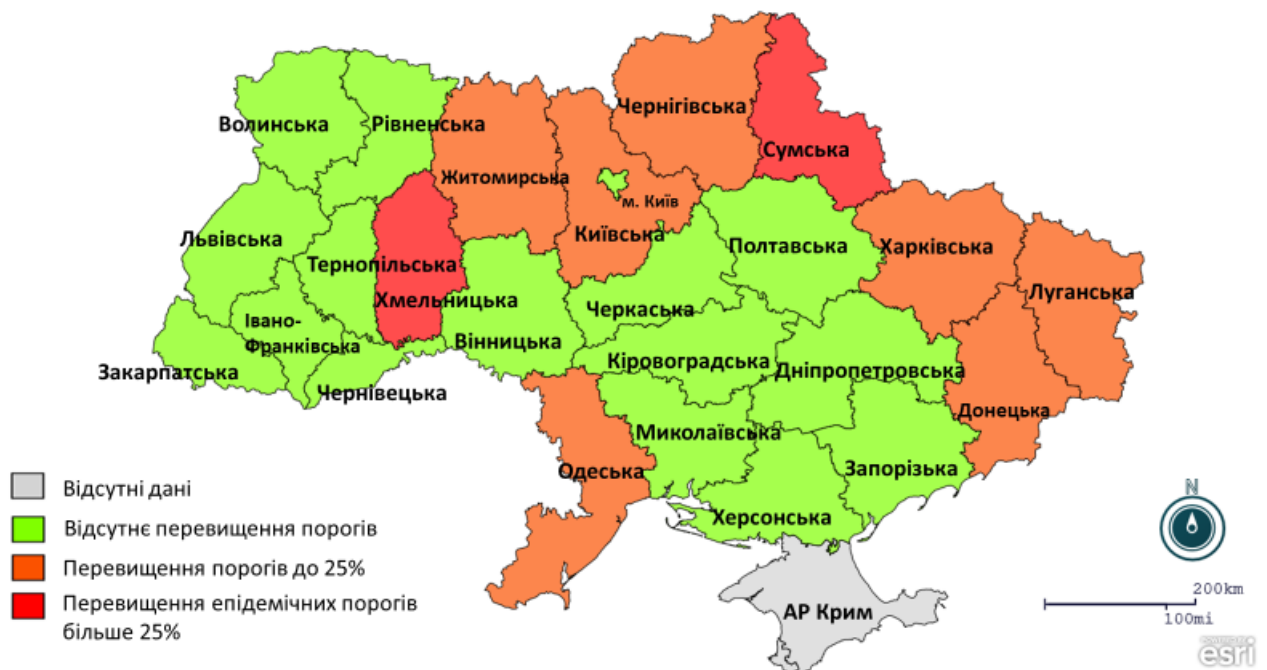 Чернігівська
Волинська
Рівненська
Сумська
Житомирська
м. Київ
Київська
Львівська
Полтавська
Харківська
Тернопільська
Хмельницька
Луганська
Черкаська
Івано-
Франківська
Вінницька
Кіровоградська
Закарпатська
Дніпропетровська
Чернівецька
Донецька
Миколаївська
Одеська
Запорізька
Херсонська
АР Крим
Відсутні дані
Відсутнє перевищення порогів
Перевищення порогів до 25%
Перевищення епідемічних порогів
більше 25%
N
200km
100mi
POWERED BY
esri